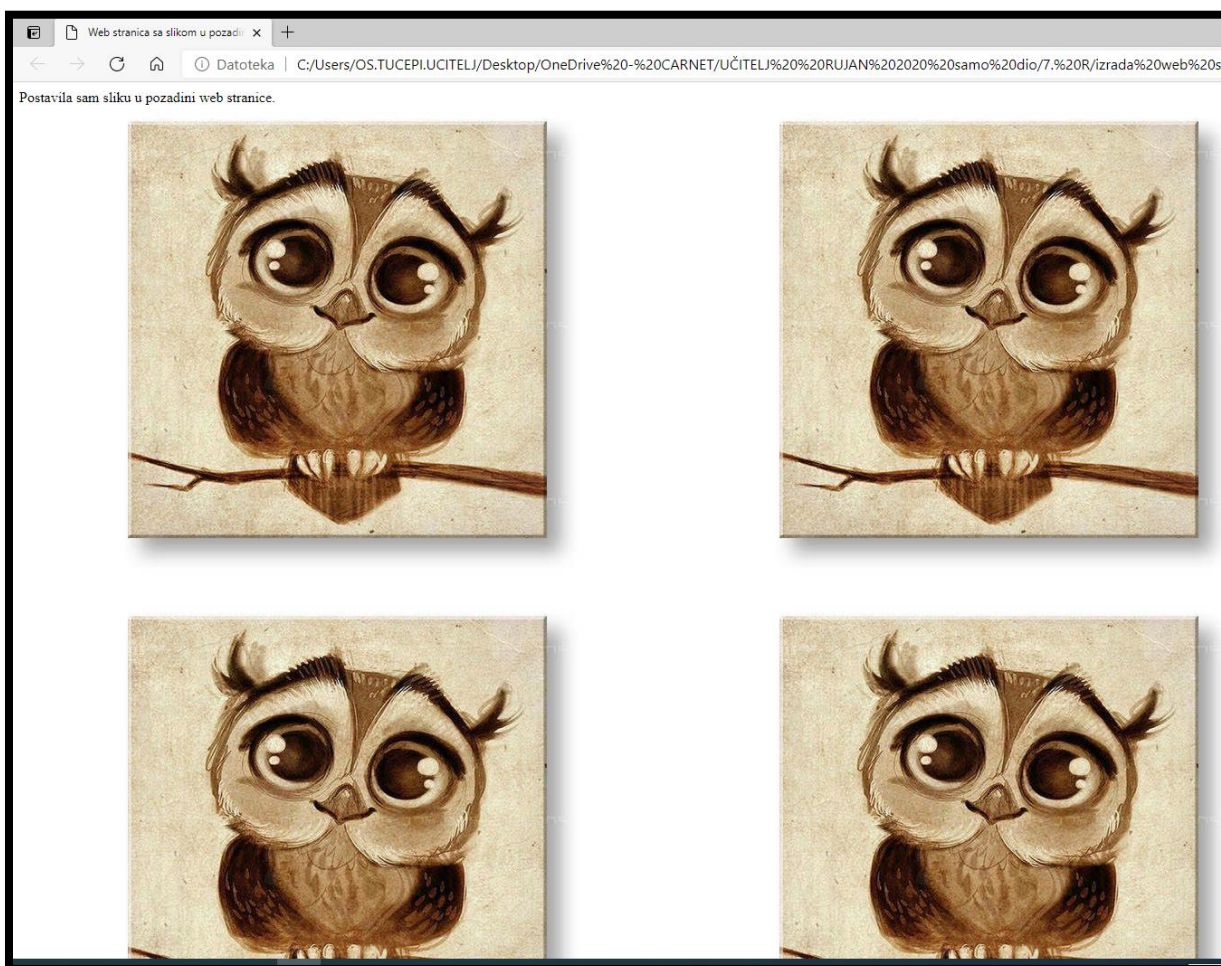 Web stranica sa slikom u pozadi
Datoteka | C:/Users/OS.TUCEPI.UCITELJ/Desktop/OneDrive%20-%20CARNET/UČITELJ%20%20RUJAN%202020%20samo%20dio/7.%20R/izrada%20web%20s
Postavila sam sliku u pozadini web stranice.